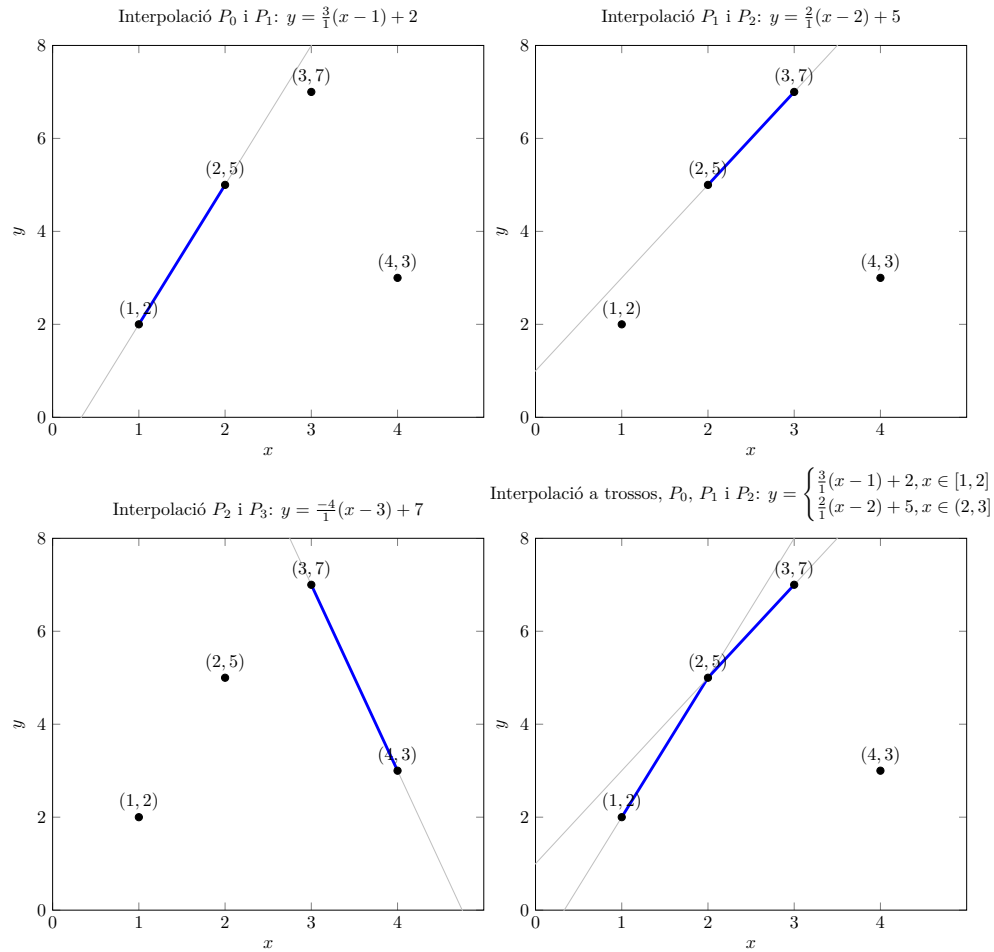 Interpolació P₀ i P₁: y = \frac{3}{1}(x − 1) + 2
8
6
4
2
0
0 1 2 3 4
y
x
(3, 7)
(2, 5)
(4, 3)
(1, 2)
Interpolació P₁ i P₂: y = \frac{2}{1}(x − 2) + 5
8
6
4
2
0
0 1 2 3 4
y
x
(3, 7)
(2, 5)
(4, 3)
(1, 2)
Interpolació P₂ i P₃: y = \frac{−4}{1}(x − 3) + 7
8
6
4
2
0
0 1 2 3 4
y
x
(3, 7)
(2, 5)
(4, 3)
(1, 2)
Interpolació a trossos, P₀, P₁ i P₂: y = { \frac{3}{1}(x − 1) + 2, x ∈ [1, 2]
\frac{2}{1}(x − 2) + 5, x ∈ (2, 3]
8
6
4
2
0
0 1 2 3 4
y
x
(3, 7)
(2, 5)
(4, 3)
(1, 2)